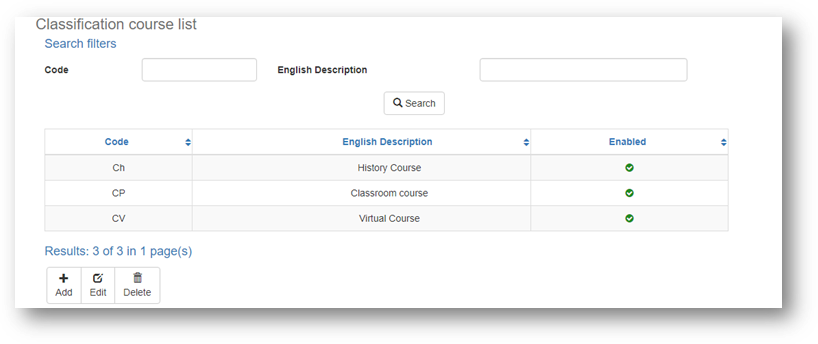 Classification course list
Search filters
Code English Description
Search
Code English Description Enabled
Ch History Course
CP Classroom course
CV Virtual Course
Results: 3 of 3 in 1 page(s)
Add Edit Delete